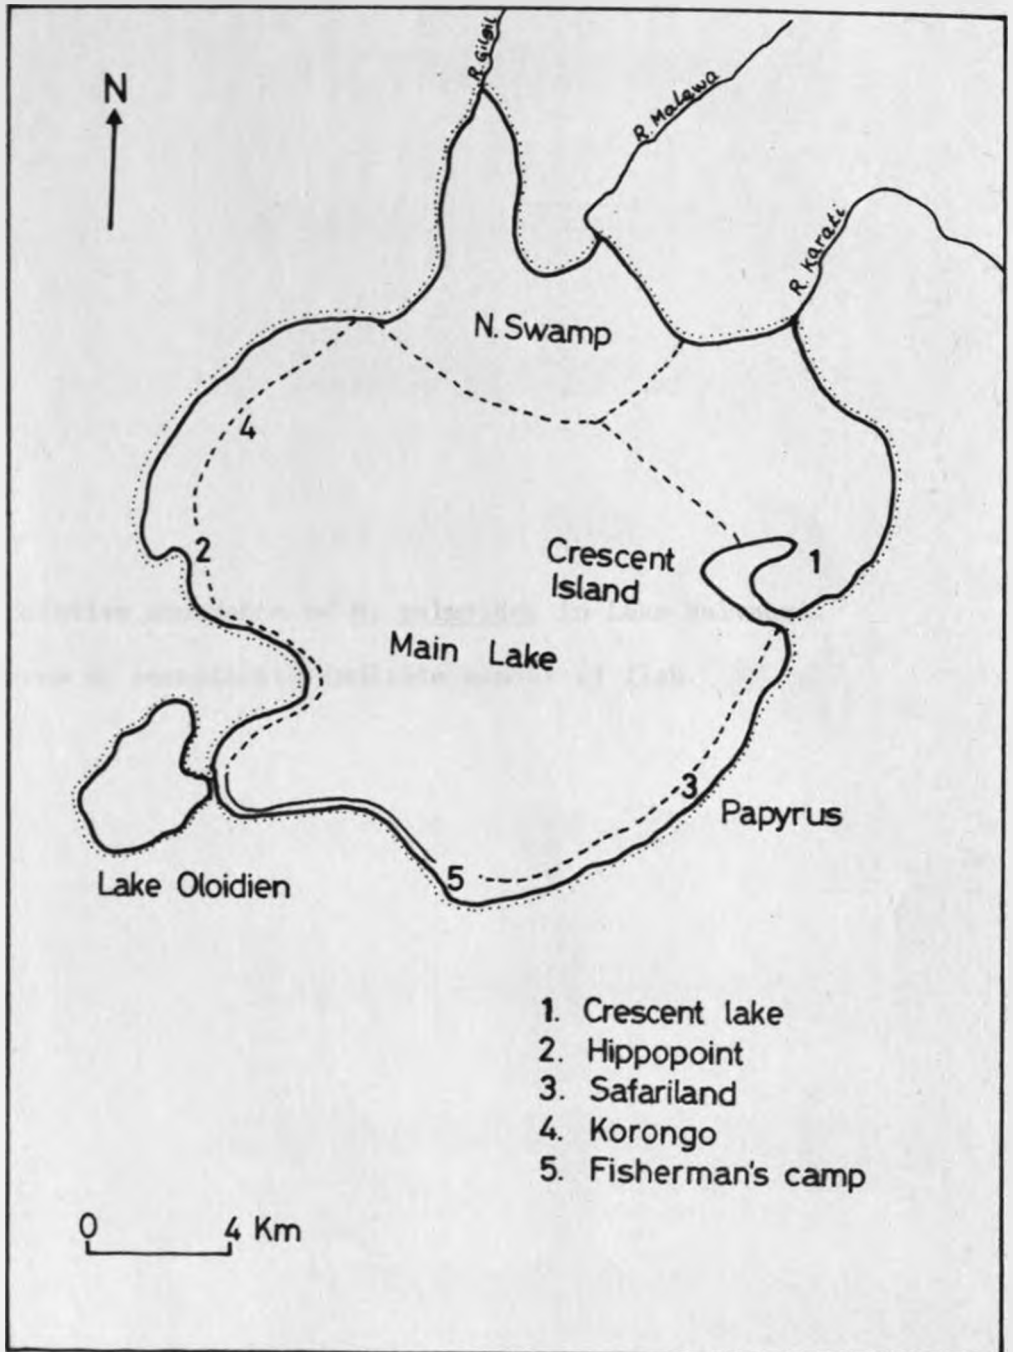 N
R. Gilgil
R. Malewa
R. Karati
N. Swamp
4
2
Crescent
Island
1
Main Lake
3
Papyrus
5
Lake Oloidien
1. Crescent lake
2. Hippopoint
3. Safariland
4. Korongo
5. Fisherman's camp
0 4 Km